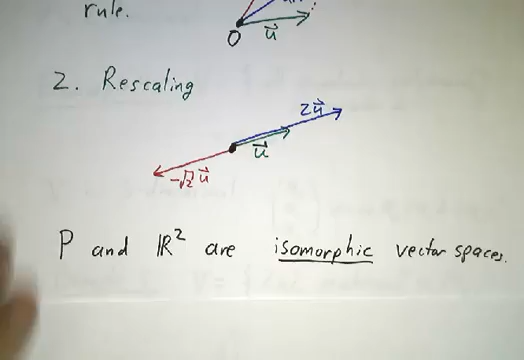 rule.
O
u⃗
2. Rescaling
2u⃗
u⃗
-√2 u⃗
P and ℝ² are isomorphic vector spaces.